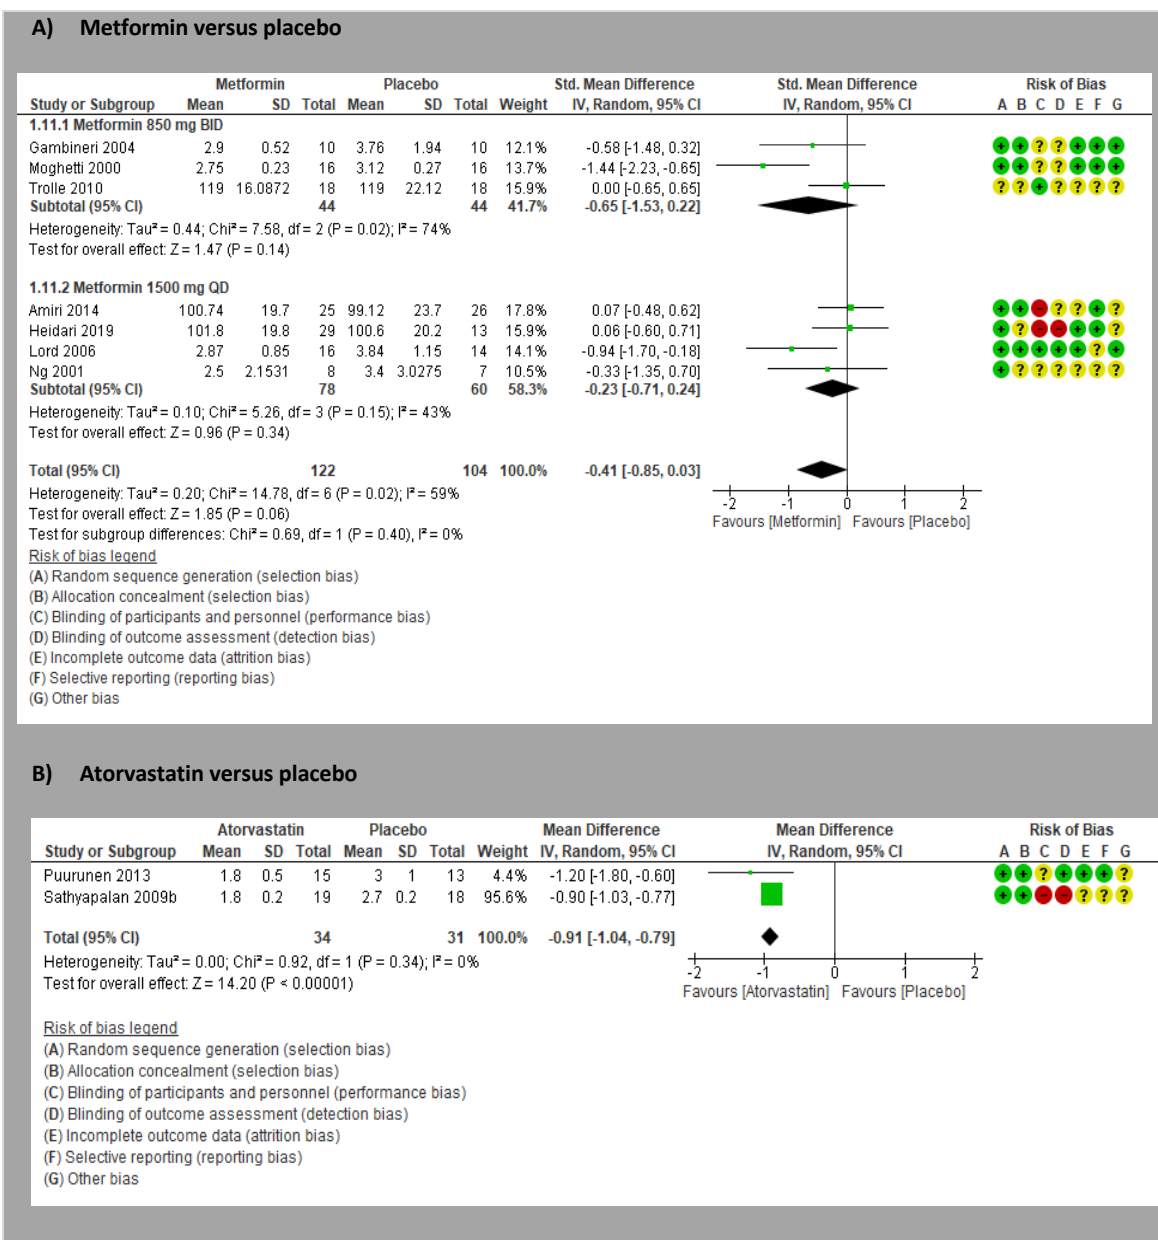 A) Metformin versus placebo
Metformin Placebo Std. Mean Difference Std. Mean Difference Risk of Bias
Study or Subgroup Mean SD Total Mean SD Total Weight IV, Random, 95% CI IV, Random, 95% CI A B C D E F G
1.11.1 Metformin 850 mg BID
Gambineri 2004 2.9 0.52 10 3.76 1.94 10 12.1% -0.58 [-1.48, 0.32] + + ? ? + + +
Moghetti 2000 2.75 0.23 16 3.12 0.27 16 13.7% -1.44 [-2.23, -0.65] + + ? ? + + +
Trolle 2010 119 16.0872 18 119 22.12 18 15.9% 0.00 [-0.65, 0.65] ? ? + ? ? ? ?
Subtotal (95% CI) 44 44 41.7% -0.65 [-1.53, 0.22]
Heterogeneity: Tau² = 0.44; Chi² = 7.58, df = 2 (P = 0.02); I² = 74%
Test for overall effect: Z = 1.47 (P = 0.14)
1.11.2 Metformin 1500 mg QD
Amiri 2014 100.74 19.7 25 99.12 23.7 26 17.8% 0.07 [-0.48, 0.62] + + - ? ? + ?
Heidari 2019 101.8 19.8 29 100.6 20.2 13 15.9% 0.06 [-0.60, 0.71] + ? - - + + ?
Lord 2006 2.87 0.85 16 3.84 1.15 14 14.1% -0.94 [-1.70, -0.18] + + + + + ? +
Ng 2001 2.5 2.1531 8 3.4 3.0275 7 10.5% -0.33 [-1.35, 0.70] + ? ? ? ? ? ?
Subtotal (95% CI) 78 60 58.3% -0.23 [-0.71, 0.24]
Heterogeneity: Tau² = 0.10; Chi² = 5.26, df = 3 (P = 0.15); I² = 43%
Test for overall effect: Z = 0.96 (P = 0.34)
Total (95% CI) 122 104 100.0% -0.41 [-0.85, 0.03]
Heterogeneity: Tau² = 0.20; Chi² = 14.78, df = 6 (P = 0.02); I² = 59%
Test for overall effect: Z = 1.85 (P = 0.06)
Test for subgroup differences: Chi² = 0.69, df = 1 (P = 0.40), I² = 0%
-2 -1 0 1 2
Favours [Metformin] Favours [Placebo]
Risk of bias legend
(A) Random sequence generation (selection bias)
(B) Allocation concealment (selection bias)
(C) Blinding of participants and personnel (performance bias)
(D) Blinding of outcome assessment (detection bias)
(E) Incomplete outcome data (attrition bias)
(F) Selective reporting (reporting bias)
(G) Other bias
B) Atorvastatin versus placebo
Atorvastatin Placebo Mean Difference Mean Difference Risk of Bias
Study or Subgroup Mean SD Total Mean SD Total Weight IV, Random, 95% CI IV, Random, 95% CI A B C D E F G
Puurunen 2013 1.8 0.5 15 3 1 13 4.4% -1.20 [-1.80, -0.60] + + ? + + + ?
Sathyapalan 2009b 1.8 0.2 19 2.7 0.2 18 95.6% -0.90 [-1.03, -0.77] + + - - ? ? ?
Total (95% CI) 34 31 100.0% -0.91 [-1.04, -0.79]
Heterogeneity: Tau² = 0.00; Chi² = 0.92, df = 1 (P = 0.34); I² = 0%
Test for overall effect: Z = 14.20 (P < 0.00001)
-2 -1 0 1 2
Favours [Atorvastatin] Favours [Placebo]
Risk of bias legend
(A) Random sequence generation (selection bias)
(B) Allocation concealment (selection bias)
(C) Blinding of participants and personnel (performance bias)
(D) Blinding of outcome assessment (detection bias)
(E) Incomplete outcome data (attrition bias)
(F) Selective reporting (reporting bias)
(G) Other bias